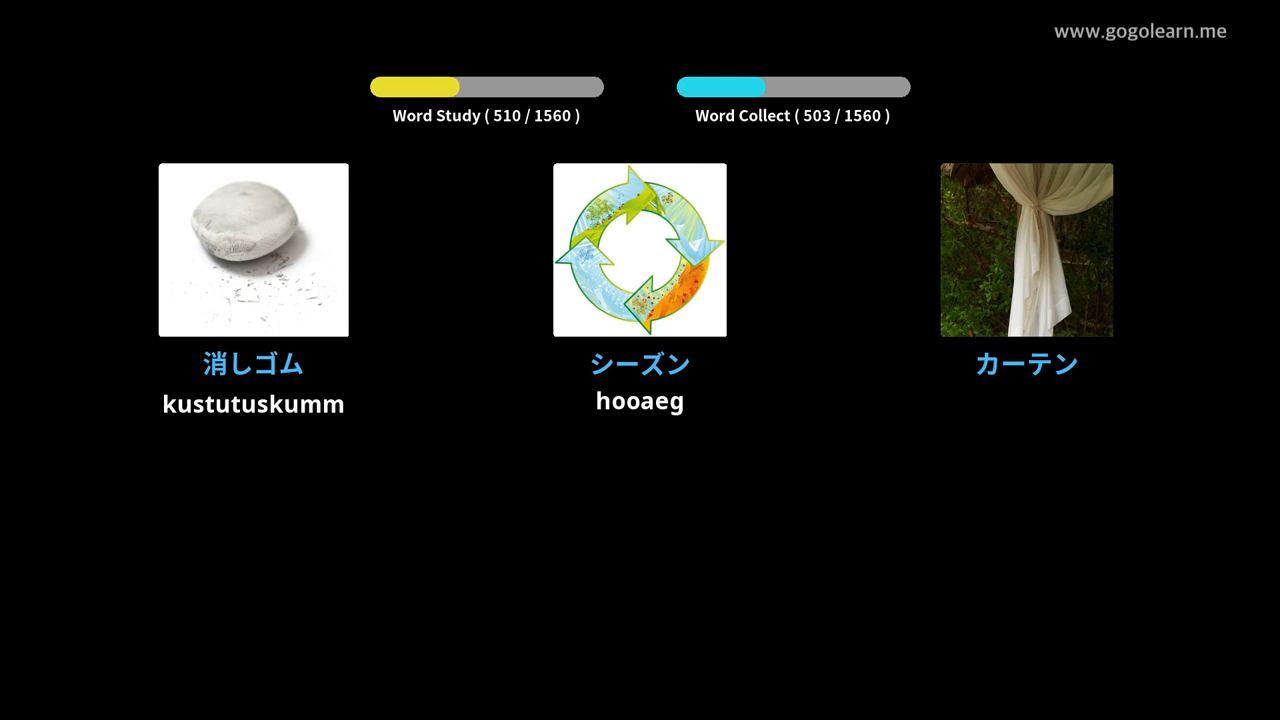 www.gogolearn.me
Word Study ( 510 / 1560 )
Word Collect ( 503 / 1560 )
消しゴム
シーズン
カーテン
kustutuskumm
hooaeg